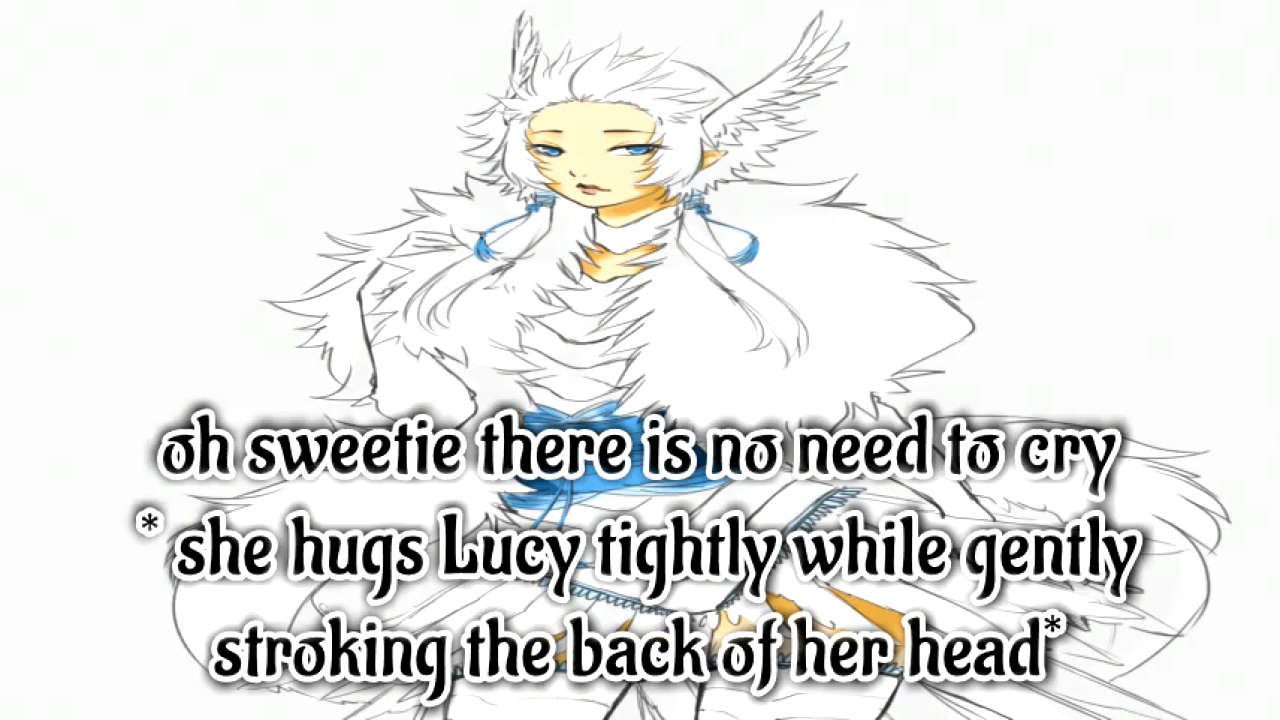 oh sweetie there is no need to cry
* she hugs Lucy tightly while gently
stroking the back of her head*